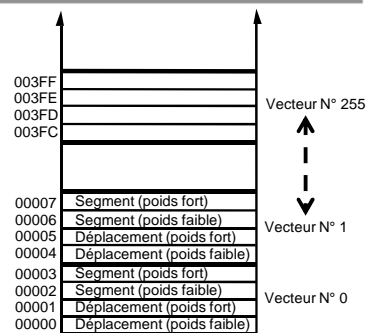 003FF
003FE
003FD
003FC
Vecteur N° 255
00007 Segment (poids fort)
00006 Segment (poids faible)
00005 Déplacement (poids fort)
00004 Déplacement (poids faible)
Vecteur N° 1
00003 Segment (poids fort)
00002 Segment (poids faible)
00001 Déplacement (poids fort)
00000 Déplacement (poids faible)
Vecteur N° 0